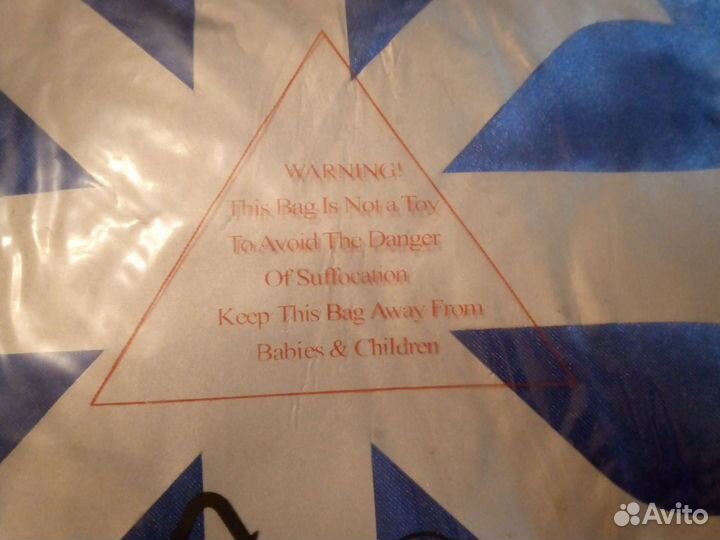 WARNING!
This Bag Is Not a Toy
To Avoid The Danger
Of Suffocation
Keep This Bag Away From
Babies & Children
Avito